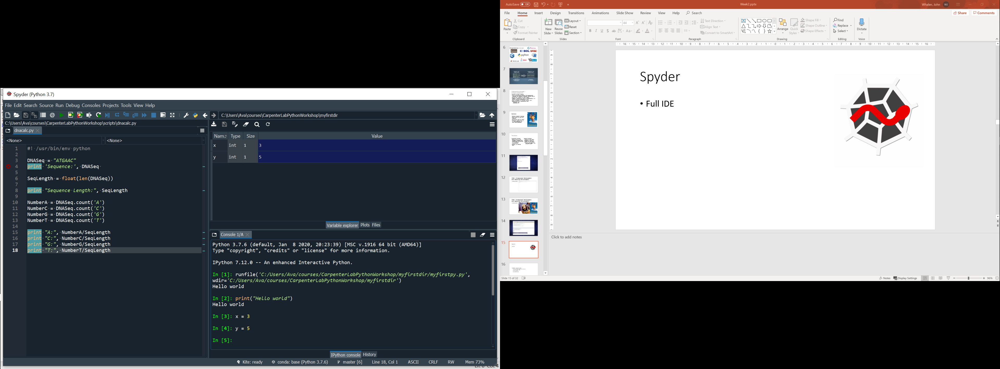 Spyder (Python 3.7)
File Edit Search Source Run Debug Consoles Projects Tools View Help
C:\Users\Ava\courses\CarpenterLabPythonWorkshop\myfirstdir
C:\Users\Ava\courses\CarpenterLabPythonWorkshop\scripts\dnacalc.py
dnacalc.py
<None> <None>
1 #! /usr/bin/env python
2
3 DNASeq = "ATGAAC"
4 print 'Sequence:', DNASeq
5
6 SeqLength = float(len(DNASeq))
7
8 print "Sequence Length:", SeqLength
9
10 NumberA = DNASeq.count('A')
11 NumberC = DNASeq.count('C')
12 NumberG = DNASeq.count('G')
13 NumberT = DNASeq.count('T')
14
15 print "A:", NumberA/SeqLength
16 print "C:", NumberC/SeqLength
17 print "G:", NumberG/SeqLength
18 print "T:", NumberT/SeqLength
Type Size Value
x int 1 3
y int 1 5
Variable explorer Plots Files
Console 1/A
Python 3.7.6 (default, Jan  8 2020, 20:23:39) [MSC v.1916 64 bit (AMD64)]
Type "copyright", "credits" or "license" for more information.
IPython 7.12.0 -- An enhanced Interactive Python.
In [1]: runfile('C:/Users/Ava/courses/CarpenterLabPythonWorkshop/myfirstdir/myfirstpy.py',
wdir='C:/Users/Ava/courses/CarpenterLabPythonWorkshop/myfirstdir')
Hello world
In [2]: print("Hello world")
Hello world
In [3]: x = 3
In [4]: y = 5
In [5]:
IPython console History
Kite: ready conda: base (Python 3.7.6) master [6] Line 18, Col 1 ASCII CRLF RW Mem 73%
AutoSave Off Week2.pptx Whalen, John WJ
File Home Insert Design Transitions Animations Slide Show Review View Help Search Share Comments
Paste Cut Copy Format Painter
Clipboard
New Slide Reuse Slides Layout Reset Section
Slides
44
Font
Text Direction
Align Text
Convert to SmartArt
Paragraph
Arrange Quick Styles Shape Fill Shape Outline Shape Effects
Drawing
Find
Replace
Select
Editing
Dictate
Voice
6
COBOL
python
7
8
9
10
11
12
13
14
15
16
Spyder
• Full IDE
Click to add notes
Slide 15 of 32 Notes Display Settings 96%